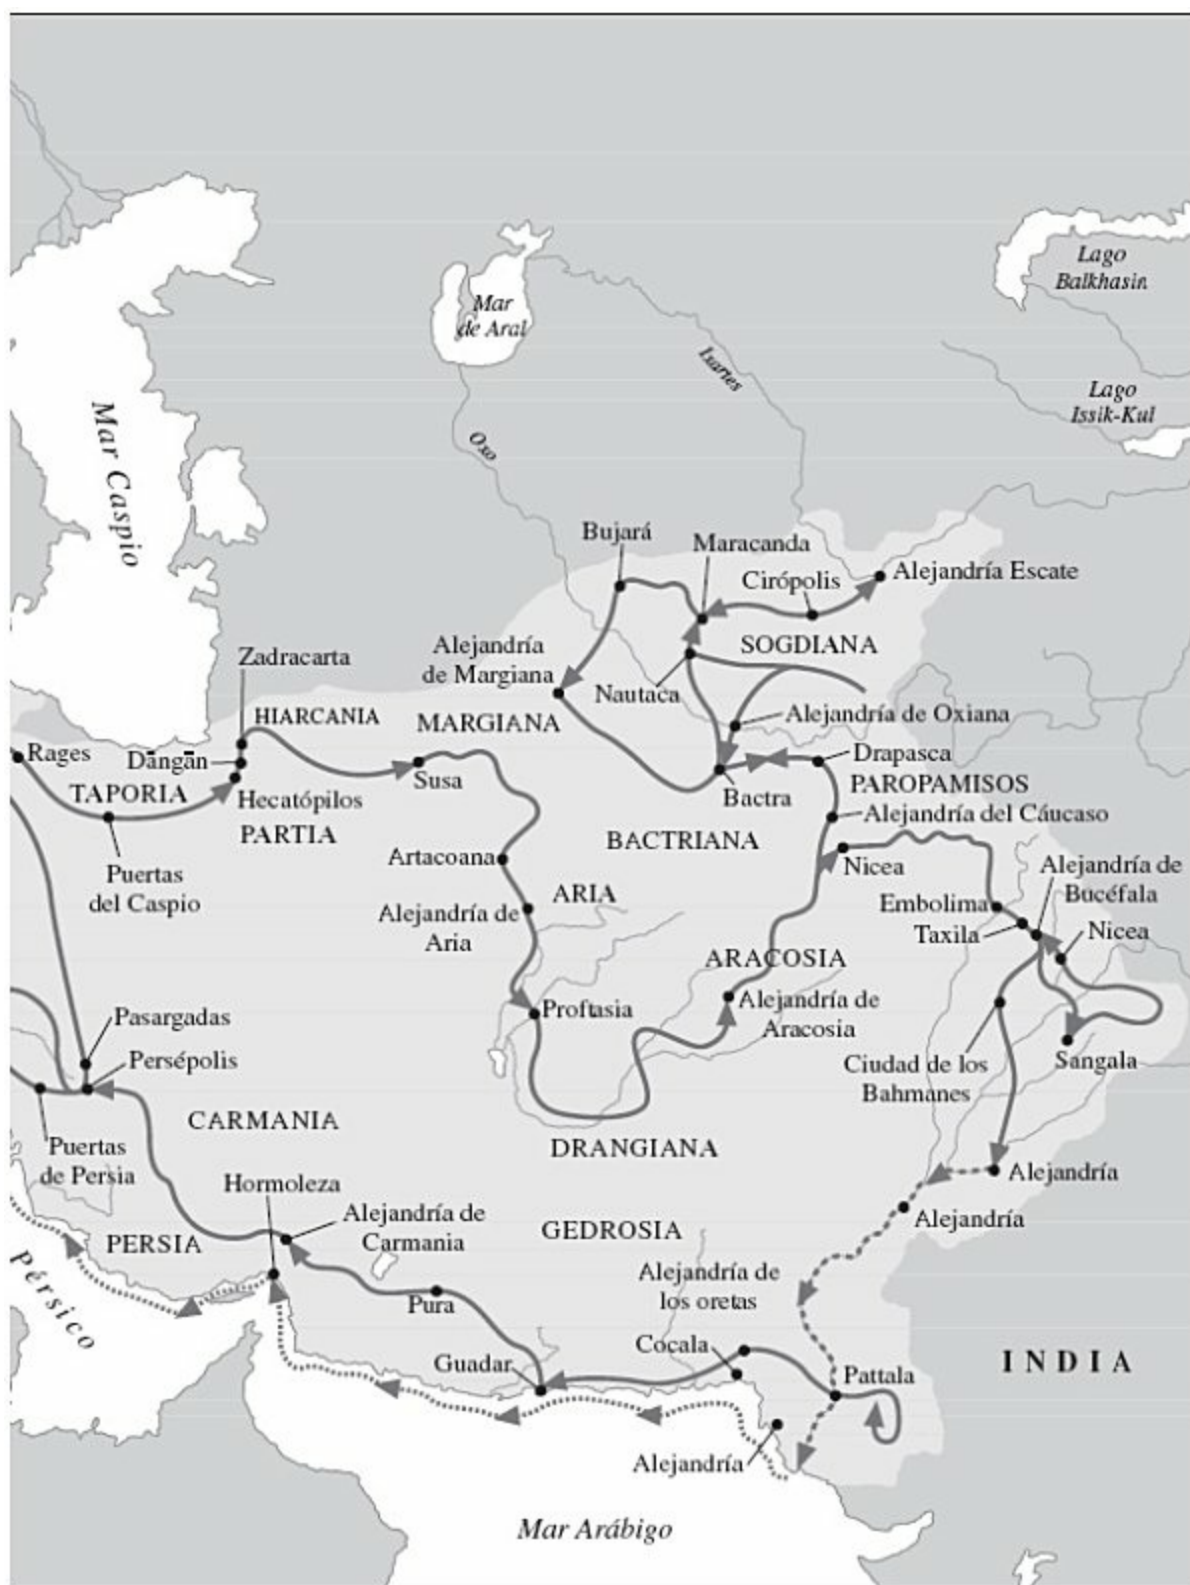 Lago
Balkhasin
Mar
de Aral
Ixartes
Lago
Issik-Kul
Mar Caspio
Oxo
Bujará
Maracanda
Cirópolis
Alejandría Escate
SOGDIANA
Zadracarta
Alejandría
de Margiana
Nautaca
HIARCANIA
MARGIANA
Alejandría de Oxiana
Rages
Dāngān
Drapasca
TAPORIA
Susa
PAROPAMISOS
Hecatópilos
Bactra
Alejandría del Cáucaso
PARTIA
BACTRIANA
Puertas
del Caspio
Artacoana
Nicea
Alejandría de
Bucéfala
ARIA
Embolima
Alejandría de
Aria
Taxila
Nicea
ARACOSIA
Proftasia
Alejandría de
Aracosia
Pasargadas
Persépolis
Ciudad de los
Bahmanes
Sangala
CARMANIA
Puertas
de Persia
DRANGIANA
Alejandría
Hormoleza
Alejandría de
Carmania
Alejandría
PERSIA
GEDROSIA
Pérsico
Alejandría de
los oretas
Pura
Cocala
Guadar
Pattala
INDIA
Alejandría
Mar Arábigo